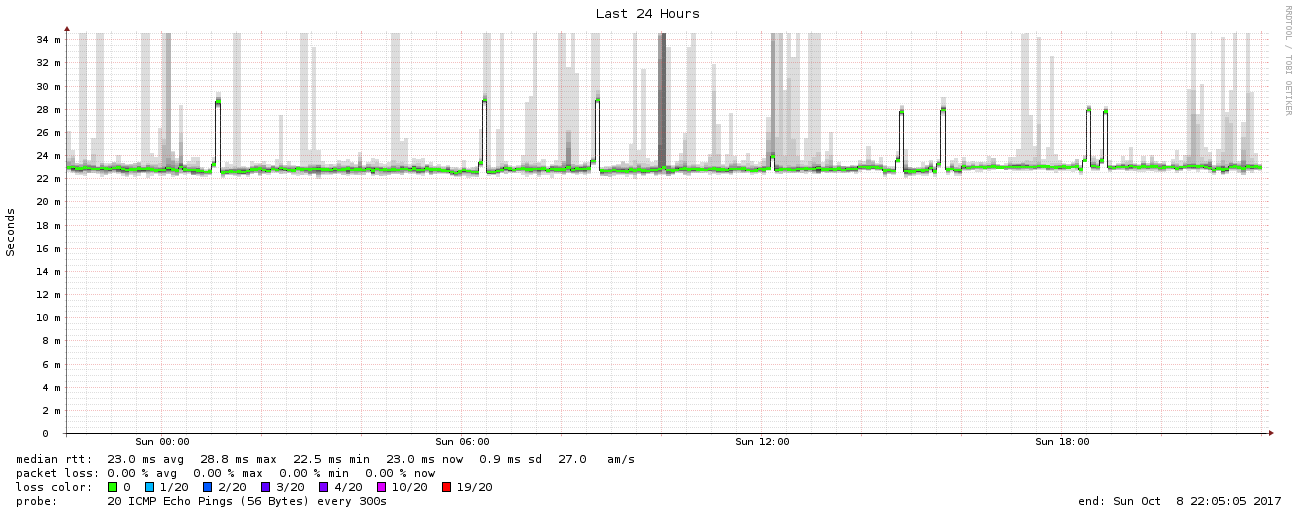 Last 24 Hours
RRDTOOL / TOBI OETIKER
Seconds
34 m
32 m
30 m
28 m
26 m
24 m
22 m
20 m
18 m
16 m
14 m
12 m
10 m
8 m
6 m
4 m
2 m
0
Sun 00:00 Sun 06:00 Sun 12:00 Sun 18:00
median rtt: 23.0 ms avg 28.8 ms max 22.5 ms min 23.0 ms now 0.9 ms sd 27.0 am/s
packet loss: 0.00 % avg 0.00 % max 0.00 % min 0.00 % now
loss color: 0 1/20 2/20 3/20 4/20 10/20 19/20
probe: 20 ICMP Echo Pings (56 Bytes) every 300s
end: Sun Oct 8 22:05:05 2017